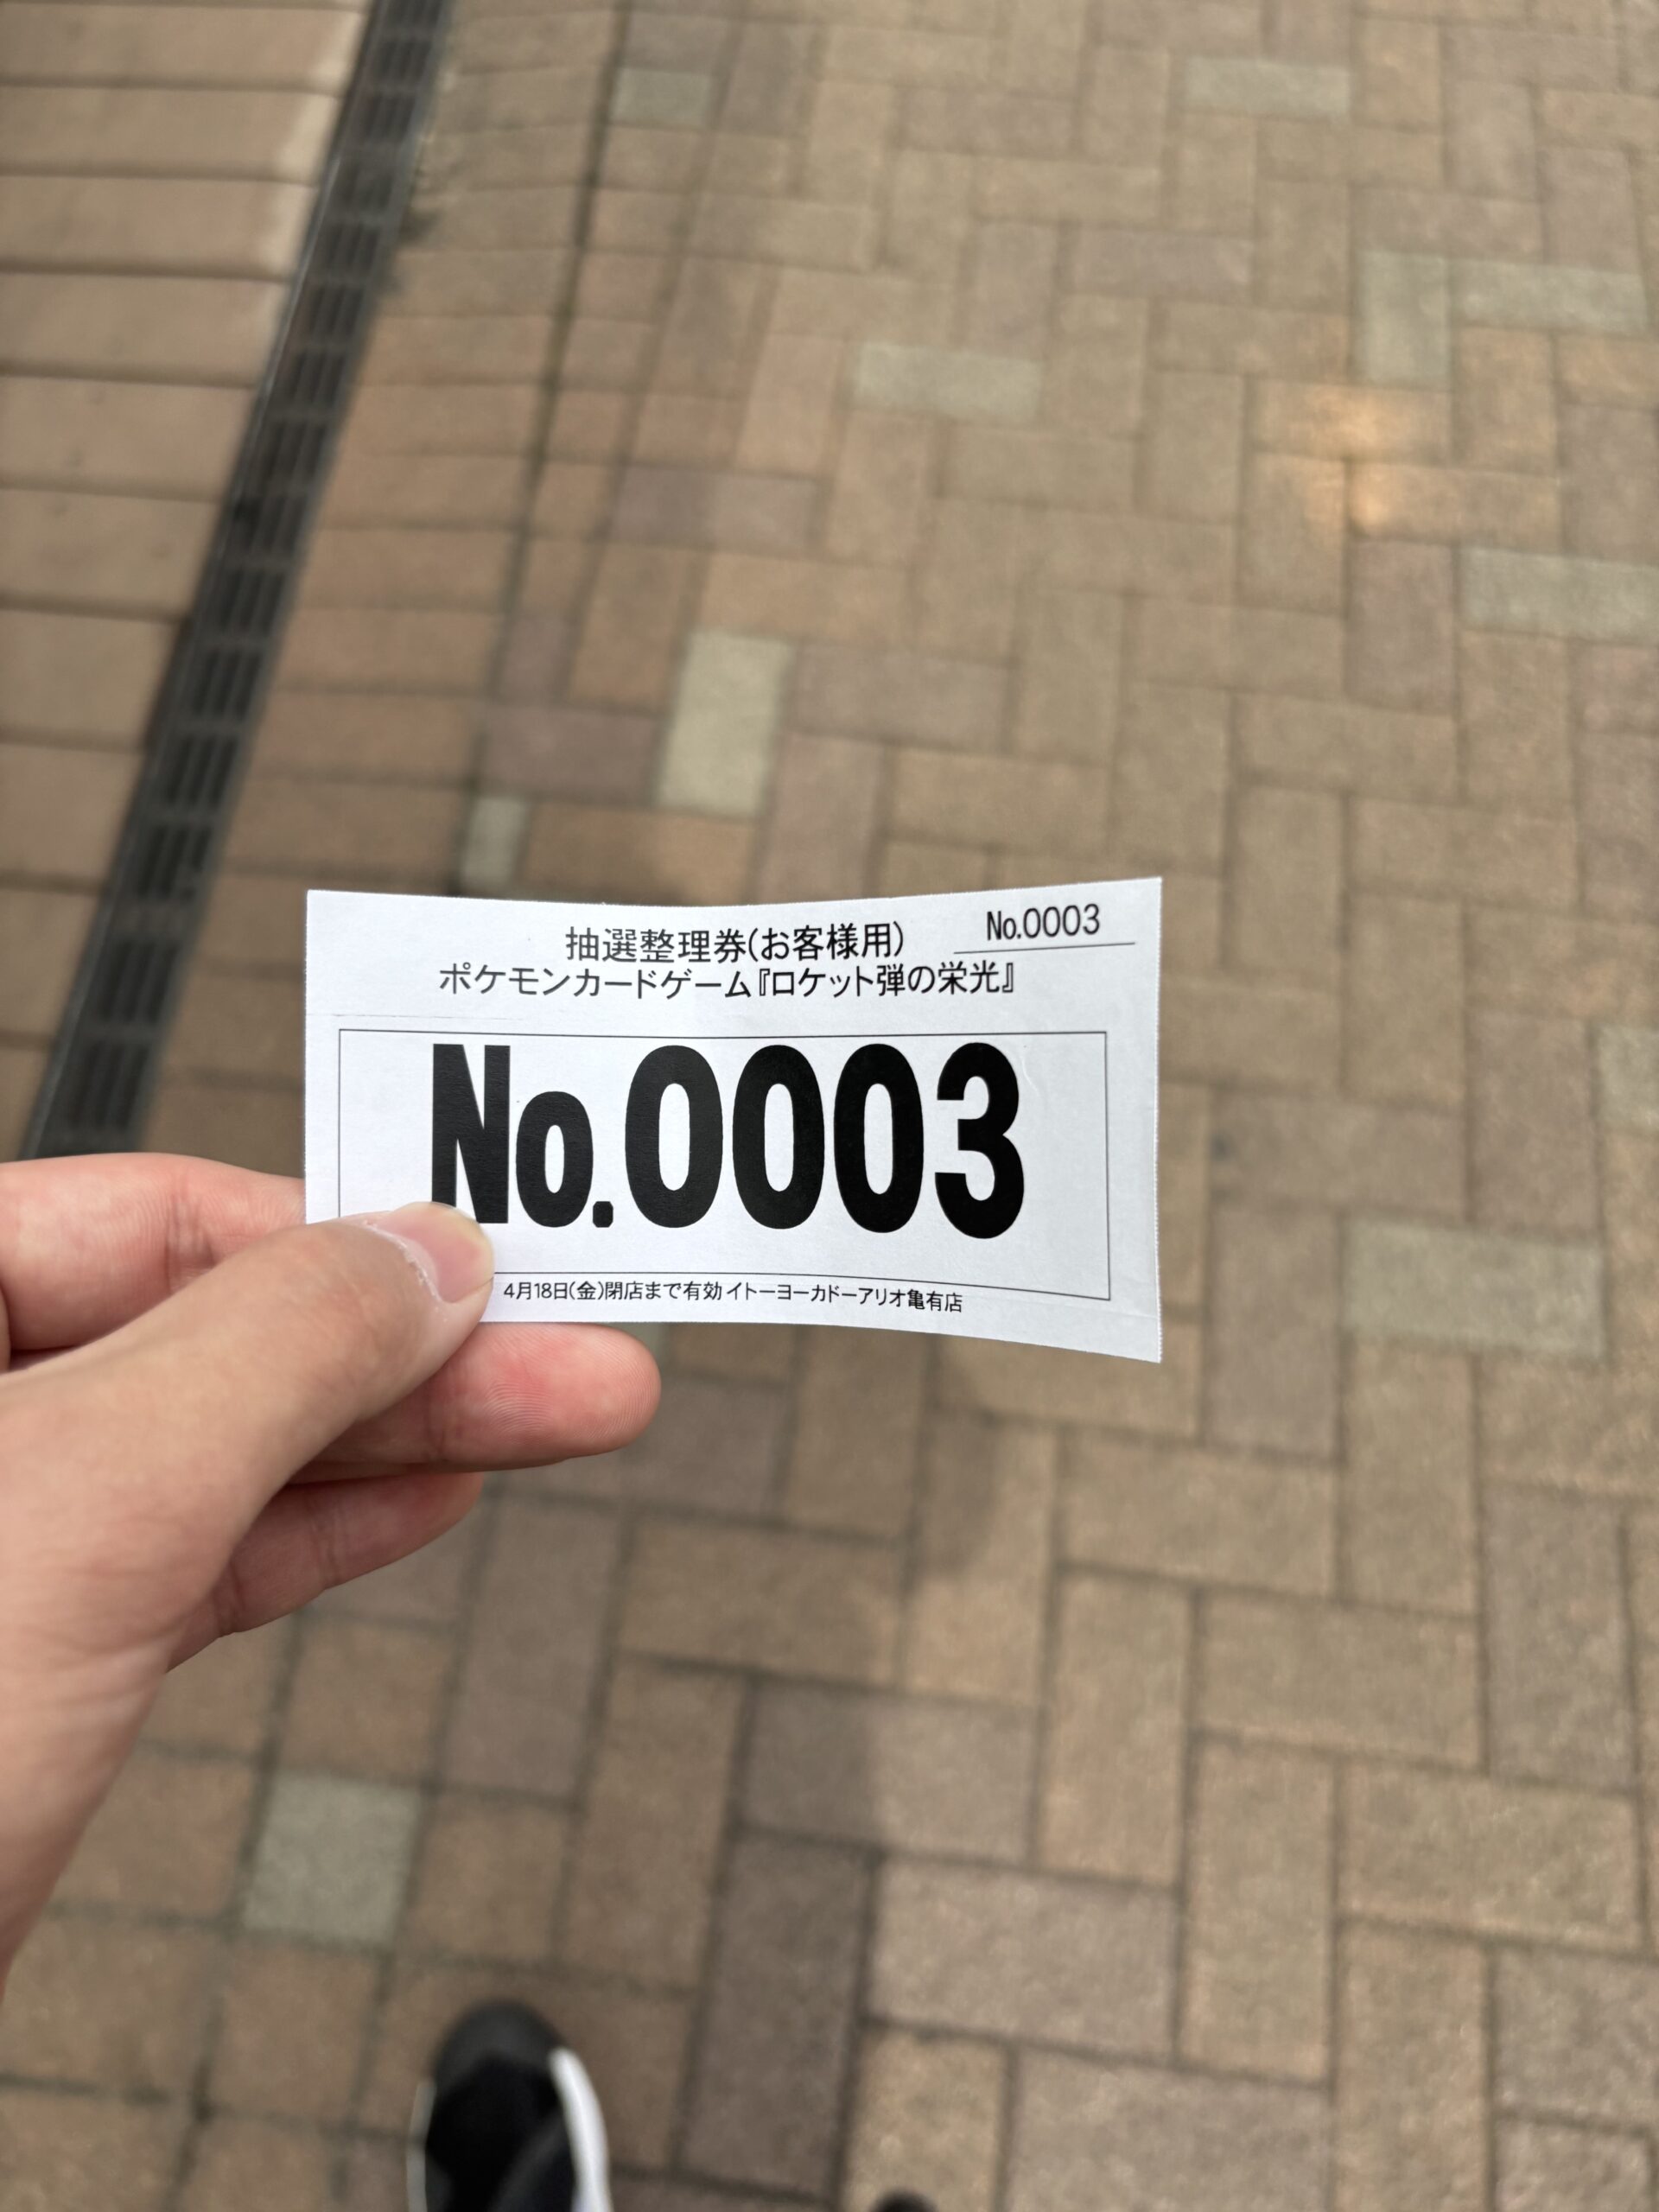 No.0003
抽選整理券(お客様用)
ポケモンカードゲーム『ロケット弾の栄光』
No.0003
4月18日(金)閉店まで有効 イトーヨーカドーアリオ亀有店